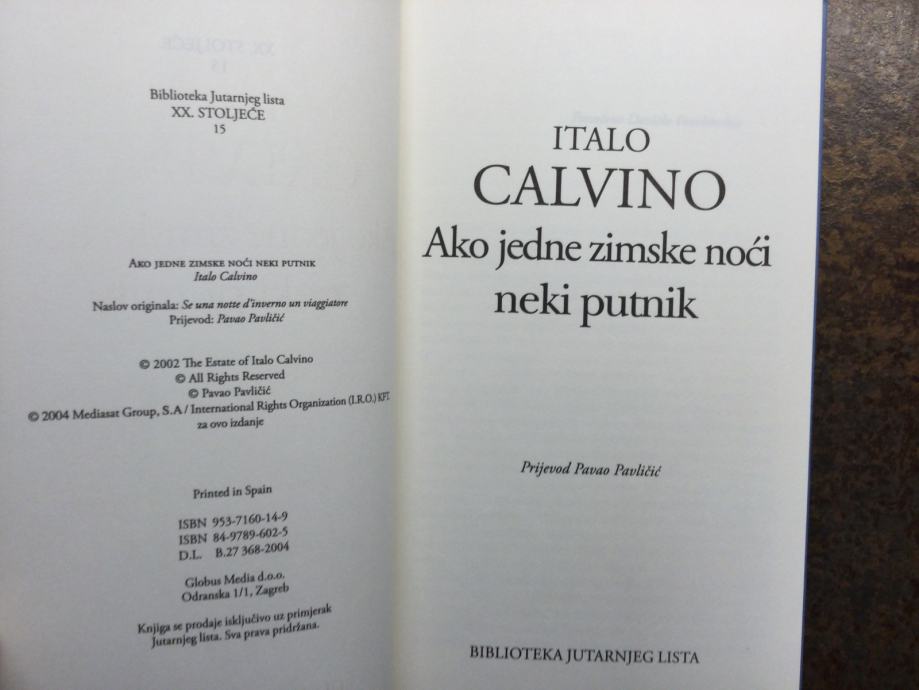 Biblioteka Jutarnjeg lista
XX. STOLJEĆE
15
AKO JEDNE ZIMSKE NOĆI NEKI PUTNIK
Italo Calvino
Naslov originala: Se una notte d'inverno un viaggiatore
Prijevod: Pavao Pavličić
© 2002 The Estate of Italo Calvino
© All Rights Reserved
© Pavao Pavličić
© 2004 Mediasat Group, S.A / International Rights Organization (I.R.O.) KFT.
za ovo izdanje
Printed in Spain
ISBN 953-7160-14-9
ISBN 84-9789-602-5
D.L. B.27 368-2004
Globus Media d.o.o.
Odranska 1/1, Zagreb
Knjiga se prodaje isključivo uz primjerak
Jutarnjeg lista. Sva prava pridržana.
ITALO
CALVINO
Ako jedne zimske noći
neki putnik
Prijevod Pavao Pavličić
BIBLIOTEKA JUTARNJEG LISTA